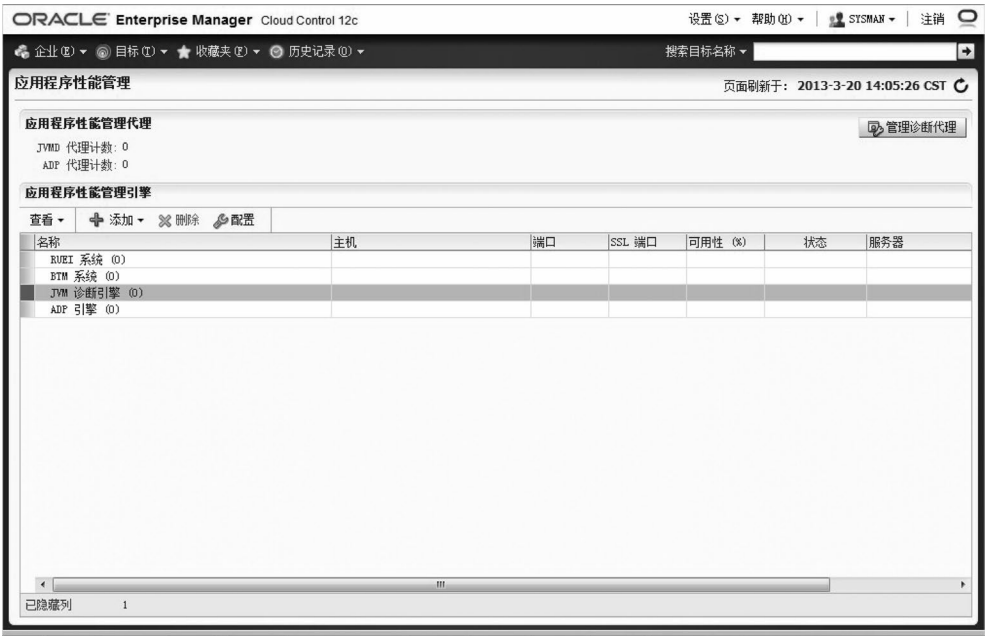 ORACLE Enterprise Manager Cloud Control 12c 设置(S) 帮助(H) SYSMAN 注销
企业(E) 目标(T) 收藏夹(F) 历史记录(O) 搜索目标名称
应用程序性能管理 页面刷新于: 2013-3-20 14:05:26 CST
应用程序性能管理代理 管理诊断代理
JVMD 代理计数: 0
ADP 代理计数: 0
应用程序性能管理引擎
查看 添加 删除 配置
名称 主机 端口 SSL 端口 可用性 (%) 状态 服务器
RUEI 系统 (0)
BTM 系统 (0)
JVM 诊断引擎 (0)
ADP 引擎 (0)
已隐藏列 1